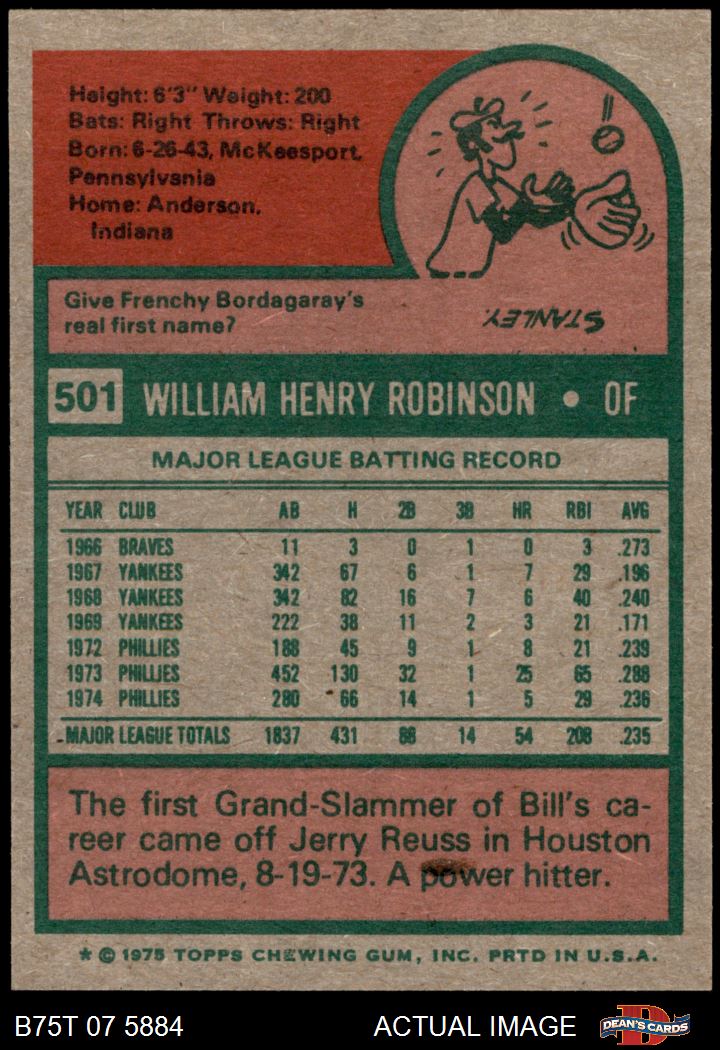 Height: 6'3" Weight: 200
Bats: Right Throws: Right
Born: 6-26-43, McKeesport,
Pennsylvania
Home: Anderson,
Indiana
Give Frenchy Bordagaray's
real first name?
STANLEY.
501 WILLIAM HENRY ROBINSON • OF
MAJOR LEAGUE BATTING RECORD
YEAR CLUB AB H 2B 3B HR RBI AVG
1966 BRAVES 11 3 0 1 0 3 .273
1967 YANKEES 342 67 6 1 7 29 .196
1968 YANKEES 342 82 16 7 6 40 .240
1969 YANKEES 222 38 11 2 3 21 .171
1972 PHILLIES 188 45 9 1 8 21 .239
1973 PHILLIES 452 130 32 1 25 65 .288
1974 PHILLIES 280 66 14 1 5 29 .236
MAJOR LEAGUE TOTALS 1837 431 88 14 54 208 .235
The first Grand-Slammer of Bill's ca-
reer came off Jerry Reuss in Houston
Astrodome, 8-19-73. A power hitter.
* © 1975 TOPPS CHEWING GUM, INC. PRTD IN U.S.A.
B75T 07 5884 ACTUAL IMAGE D DEAN'S CARDS